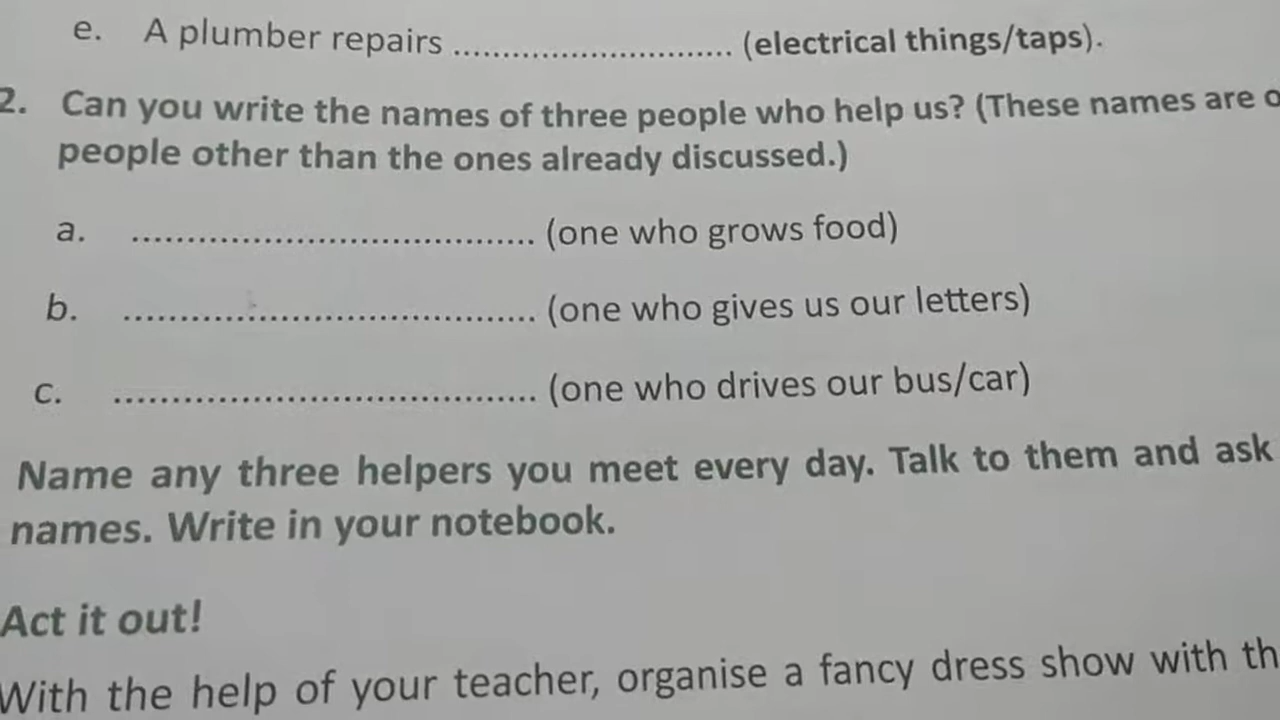 e. A plumber repairs ............................ (electrical things/taps).
2. Can you write the names of three people who help us? (These names are
people other than the ones already discussed.)
a. ........................................ (one who grows food)
b. ........................................ (one who gives us our letters)
c. ........................................ (one who drives our bus/car)
Name any three helpers you meet every day. Talk to them and ask
names. Write in your notebook.
Act it out!
With the help of your teacher, organise a fancy dress show with